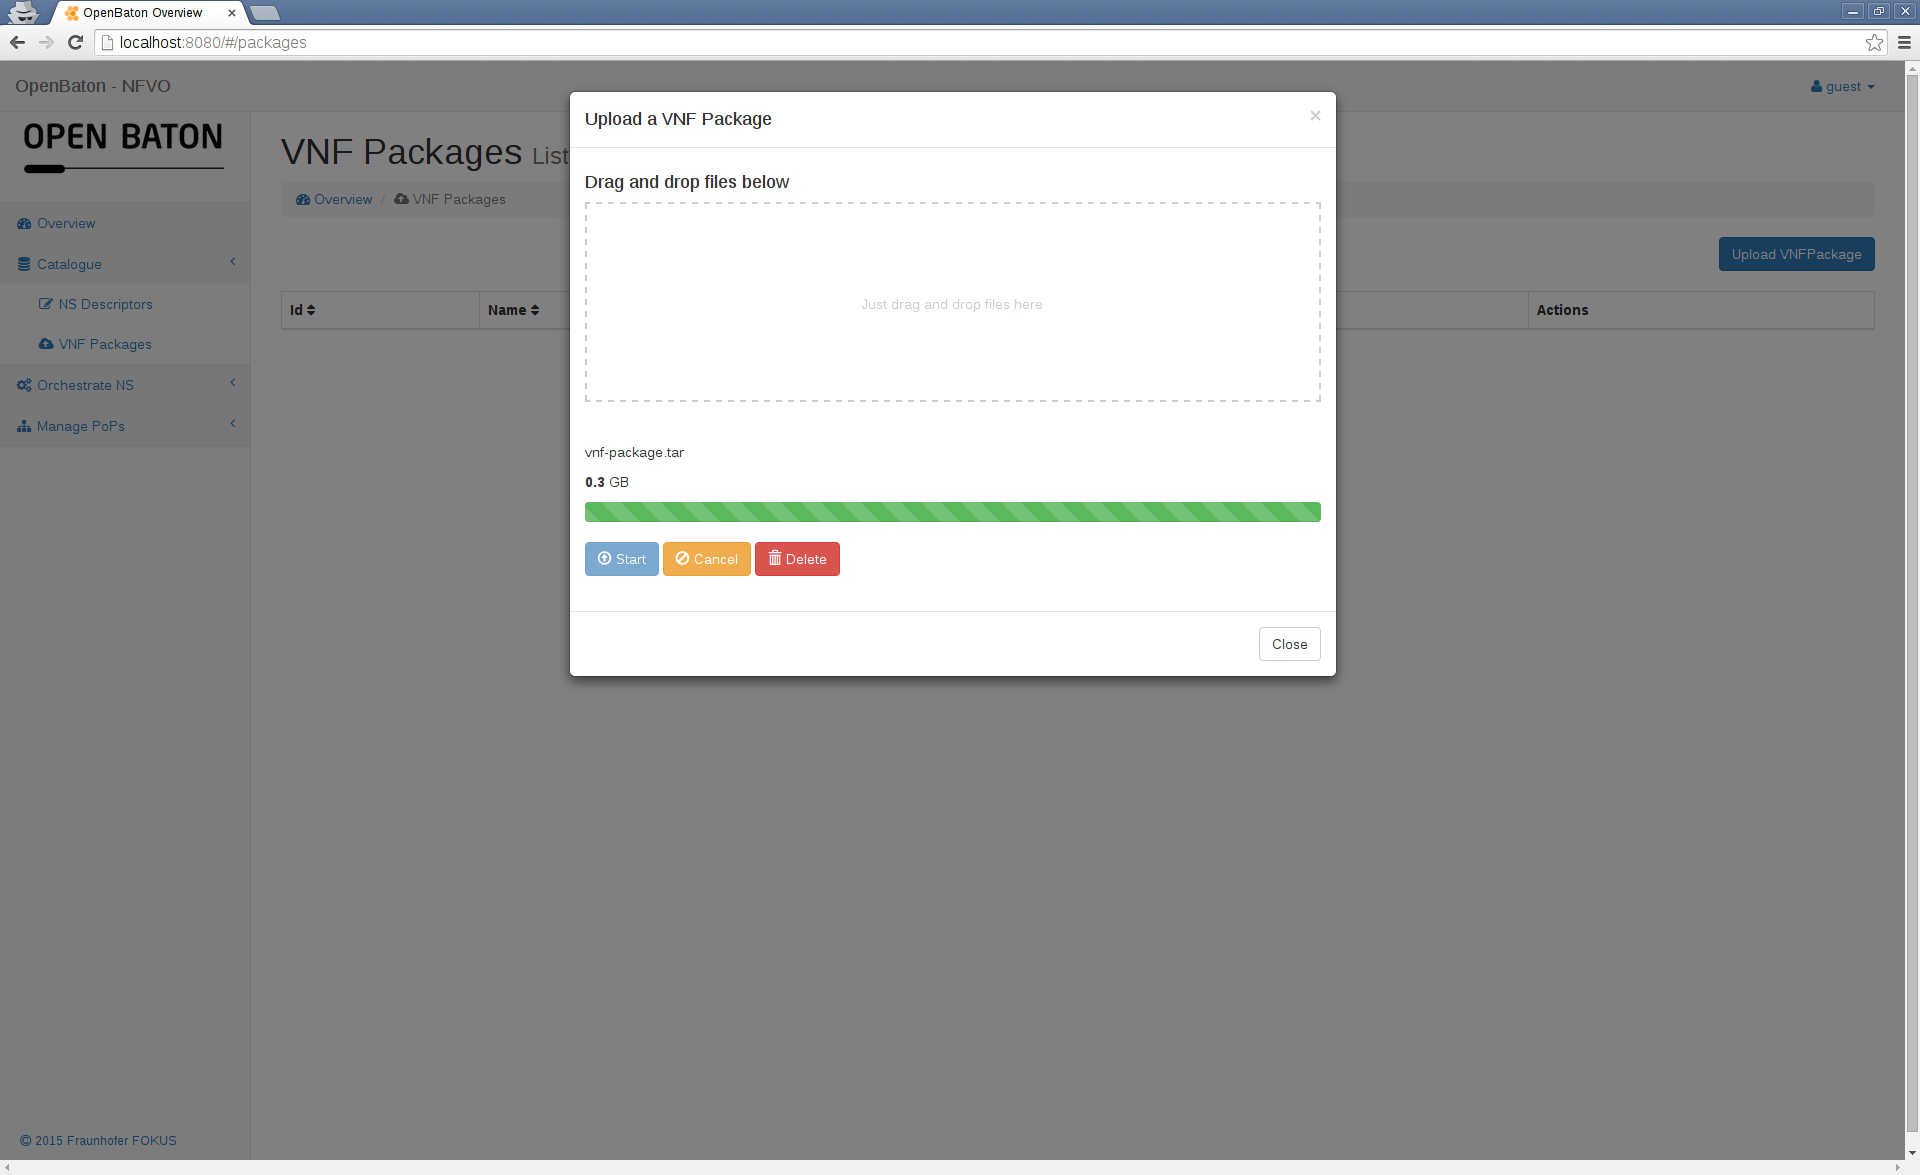 OpenBaton Overview
localhost:8080/#/packages
OpenBaton - NFVO
guest
OPEN BATON
Overview
Catalogue
NS Descriptors
VNF Packages
Orchestrate NS
Manage PoPs
© 2015 Fraunhofer FOKUS
VNF Packages List
Overview / VNF Packages
Upload VNFPackage
Id Name Actions
Upload a VNF Package ×
Drag and drop files below
Just drag and drop files here
vnf-package.tar
0.3 GB
Start Cancel Delete
Close